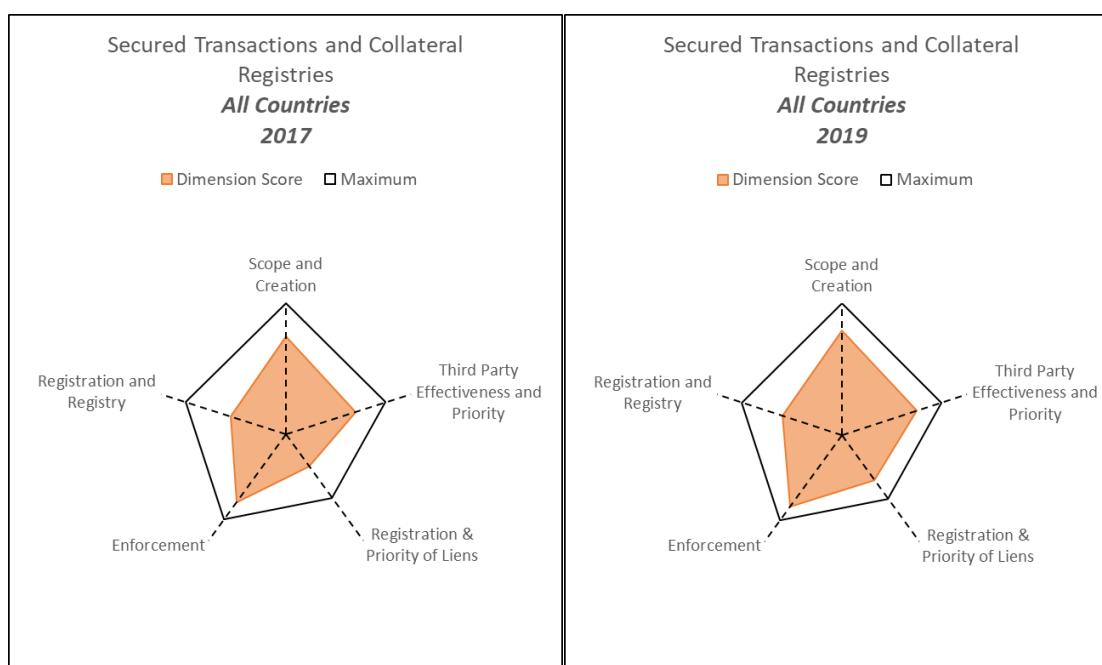 Secured Transactions and Collateral
Registries
All Countries
2017
Dimension Score Maximum
Scope and
Creation
Third Party
Effectiveness and
Priority
Registration and
Registry
Enforcement
Registration &
Priority of Liens
Secured Transactions and Collateral
Registries
All Countries
2019
Dimension Score Maximum
Scope and
Creation
Third Party
Effectiveness and
Priority
Registration and
Registry
Enforcement
Registration &
Priority of Liens